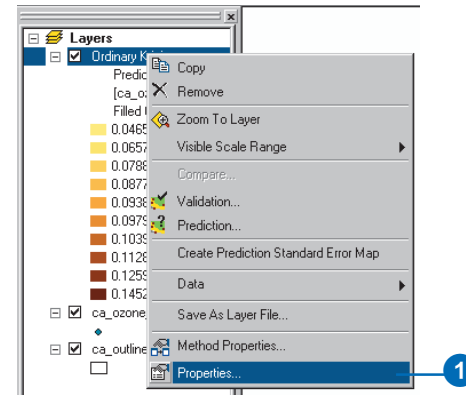 Layers
Ordinary K
Predic
[ca_o
Filled
0.0465
0.0657
0.0788
0.0877
0.0938
0.0979
0.1039
0.1128
0.1259
0.1452
ca_ozone
ca_outline
Copy
Remove
Zoom To Layer
Visible Scale Range
Compare...
Validation...
Prediction...
Create Prediction Standard Error Map
Data
Save As Layer File...
Method Properties...
Properties...
1